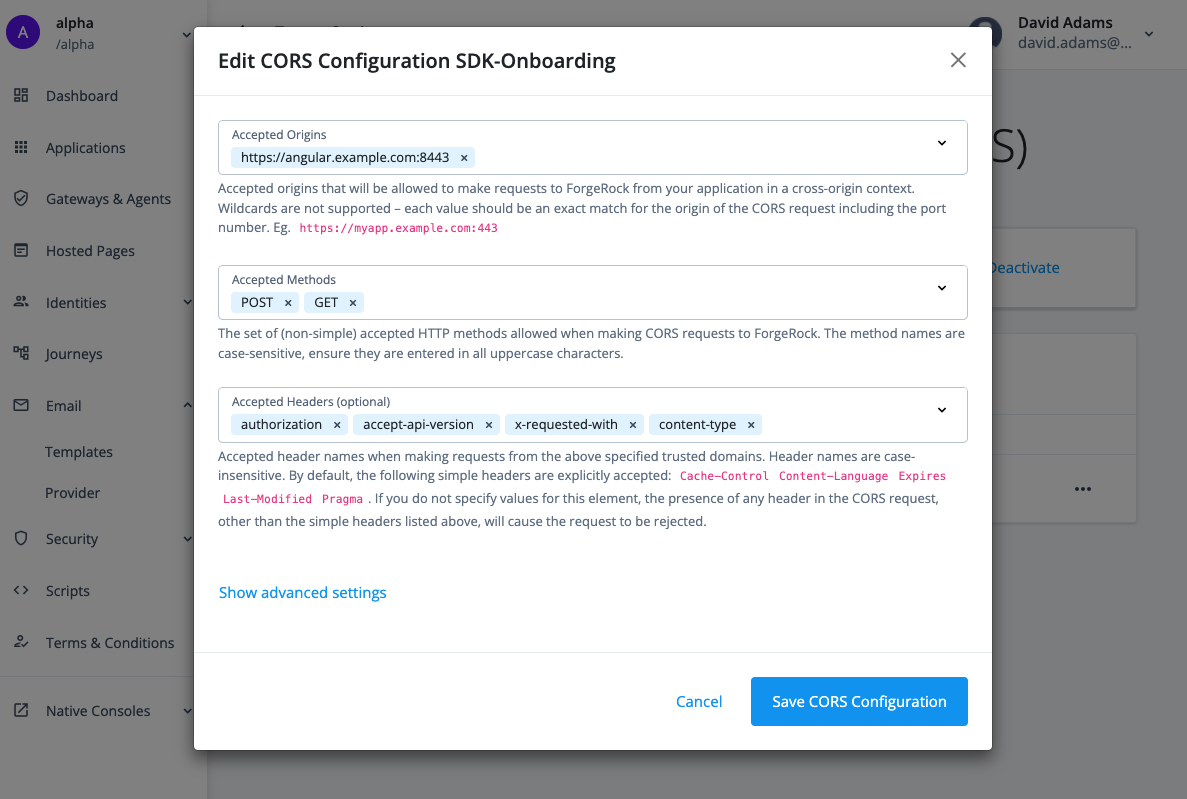 A
alpha
/alpha
David Adams
david.adams@...
Dashboard
Applications
Gateways & Agents
Hosted Pages
Identities
Journeys
Email
Templates
Provider
Security
Scripts
Terms & Conditions
Native Consoles
S)
Deactivate
Edit CORS Configuration SDK-Onboarding
Accepted Origins
https://angular.example.com:8443 ×
Accepted origins that will be allowed to make requests to ForgeRock from your application in a cross-origin context.
Wildcards are not supported – each value should be an exact match for the origin of the CORS request including the port
number. Eg. https://myapp.example.com:443
Accepted Methods
POST × GET ×
The set of (non-simple) accepted HTTP methods allowed when making CORS requests to ForgeRock. The method names are
case-sensitive, ensure they are entered in all uppercase characters.
Accepted Headers (optional)
authorization × accept-api-version × x-requested-with × content-type ×
Accepted header names when making requests from the above specified trusted domains. Header names are case-
insensitive. By default, the following simple headers are explicitly accepted: Cache-Control Content-Language Expires
Last-Modified Pragma . If you do not specify values for this element, the presence of any header in the CORS request,
other than the simple headers listed above, will cause the request to be rejected.
Show advanced settings
Cancel
Save CORS Configuration